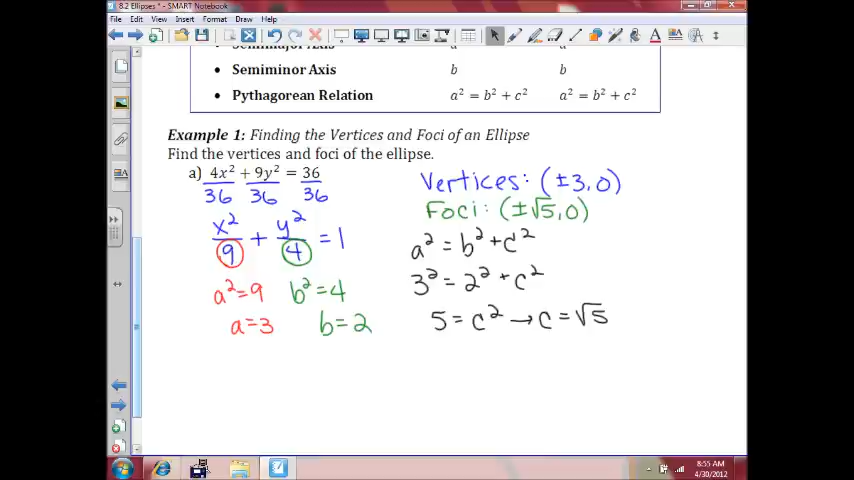 8.2 Ellipses * - SMART Notebook
File Edit View Insert Format Draw Help
• Semimajor Axis a a
• Semiminor Axis b b
• Pythagorean Relation a² = b² + c² a² = b² + c²
Example 1: Finding the Vertices and Foci of an Ellipse
Find the vertices and foci of the ellipse.
a) 4x² + 9y² = 36
36 36 36
Vertices: (±3, 0)
Foci: (±√5, 0)
x²/9 + y²/4 = 1
a² = b² + c²
3² = 2² + c²
a² = 9 b² = 4
a = 3 b = 2
5 = c² → c = √5
8:55 AM
4/30/2012